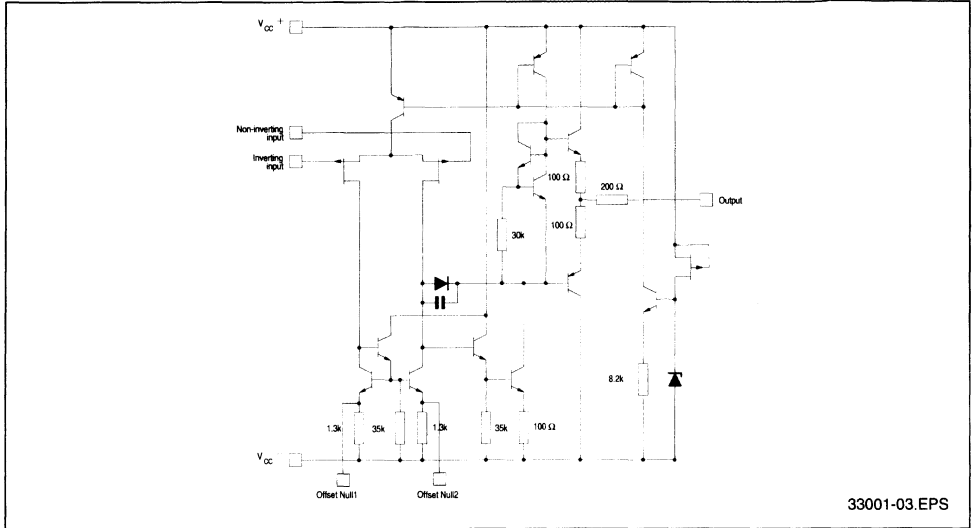 V CC +
Non-inverting
input
Inverting
input
100 Ω
200 Ω
Output
100 Ω
30k
8.2k
1.3k
35k
1.3k
35k
100 Ω
V CC
Offset Null1
Offset Null2
33001-03.EPS